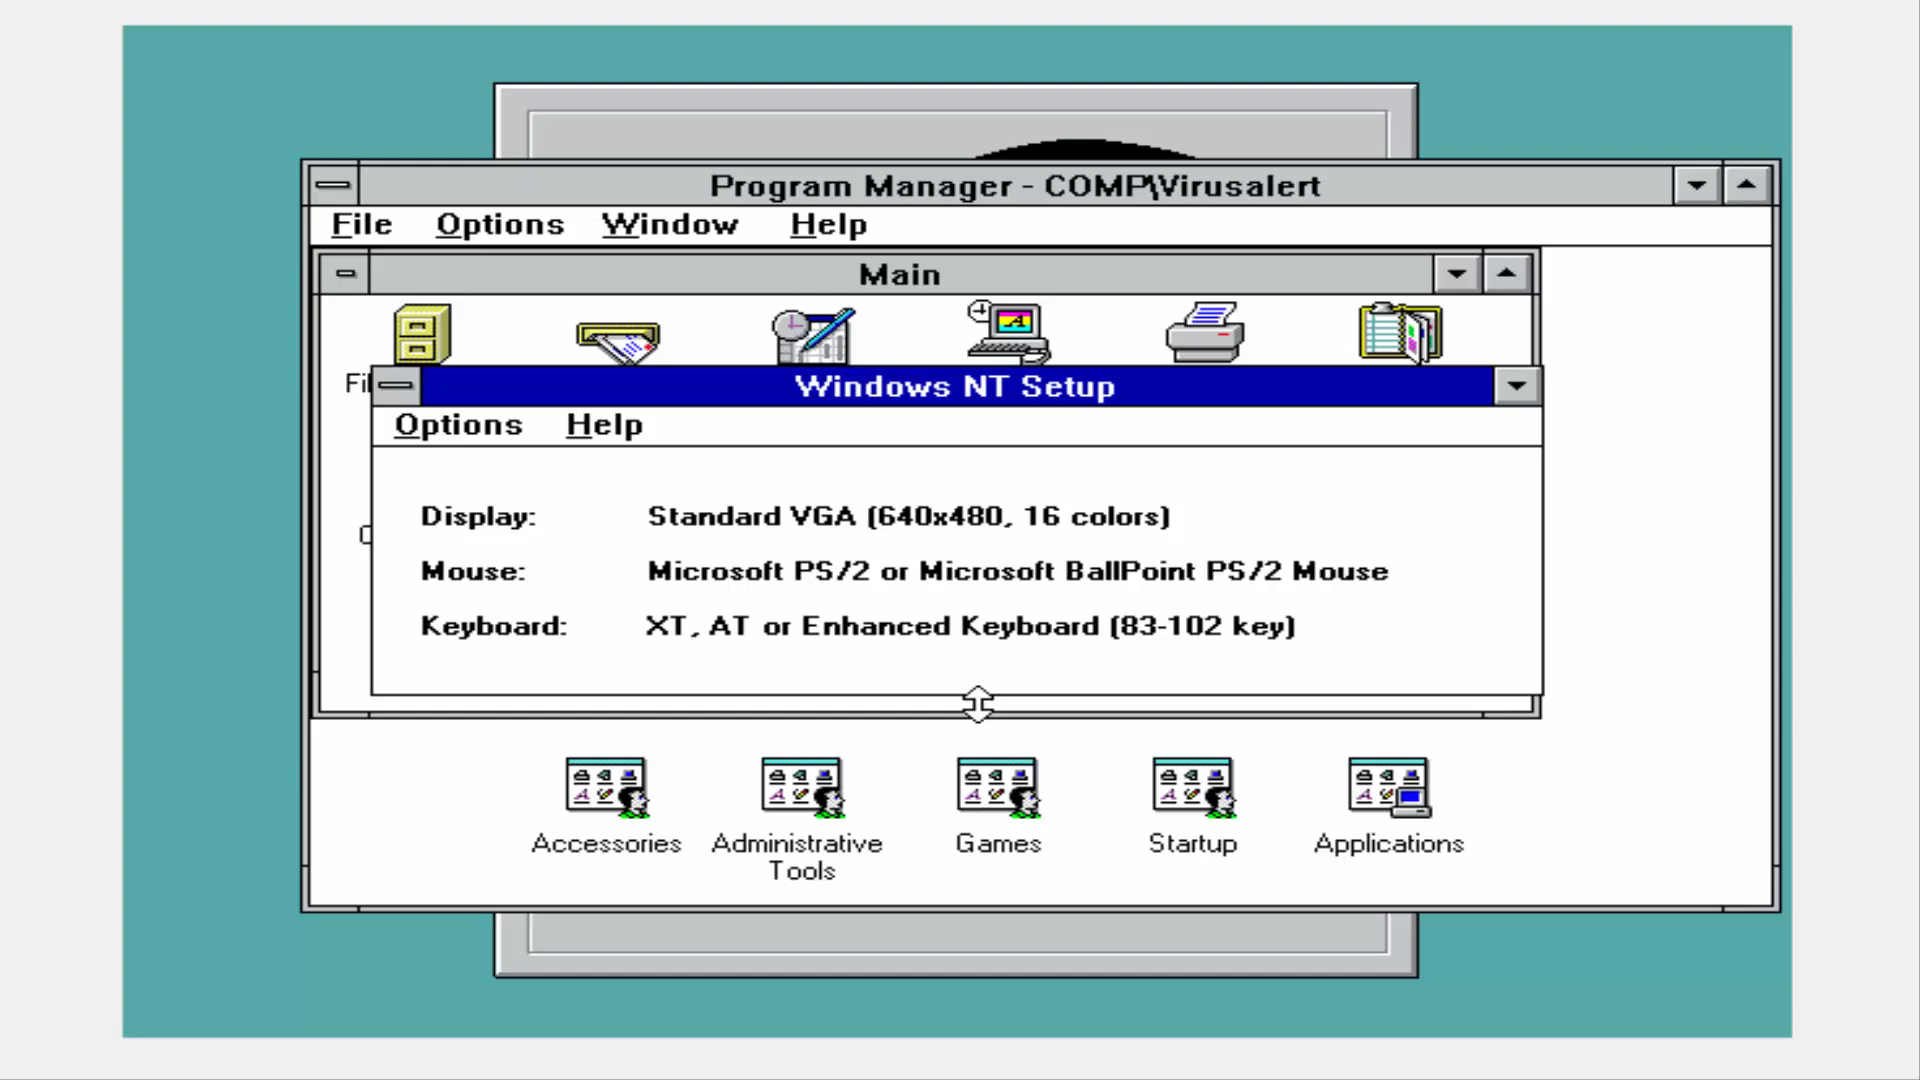 Program Manager - COMP\Virusalert
File Options Window Help
Main
Windows NT Setup
Options Help
Display: Standard VGA (640x480, 16 colors)
Mouse: Microsoft PS/2 or Microsoft BallPoint PS/2 Mouse
Keyboard: XT, AT or Enhanced Keyboard (83-102 key)
Accessories
Administrative
Tools
Games
Startup
Applications